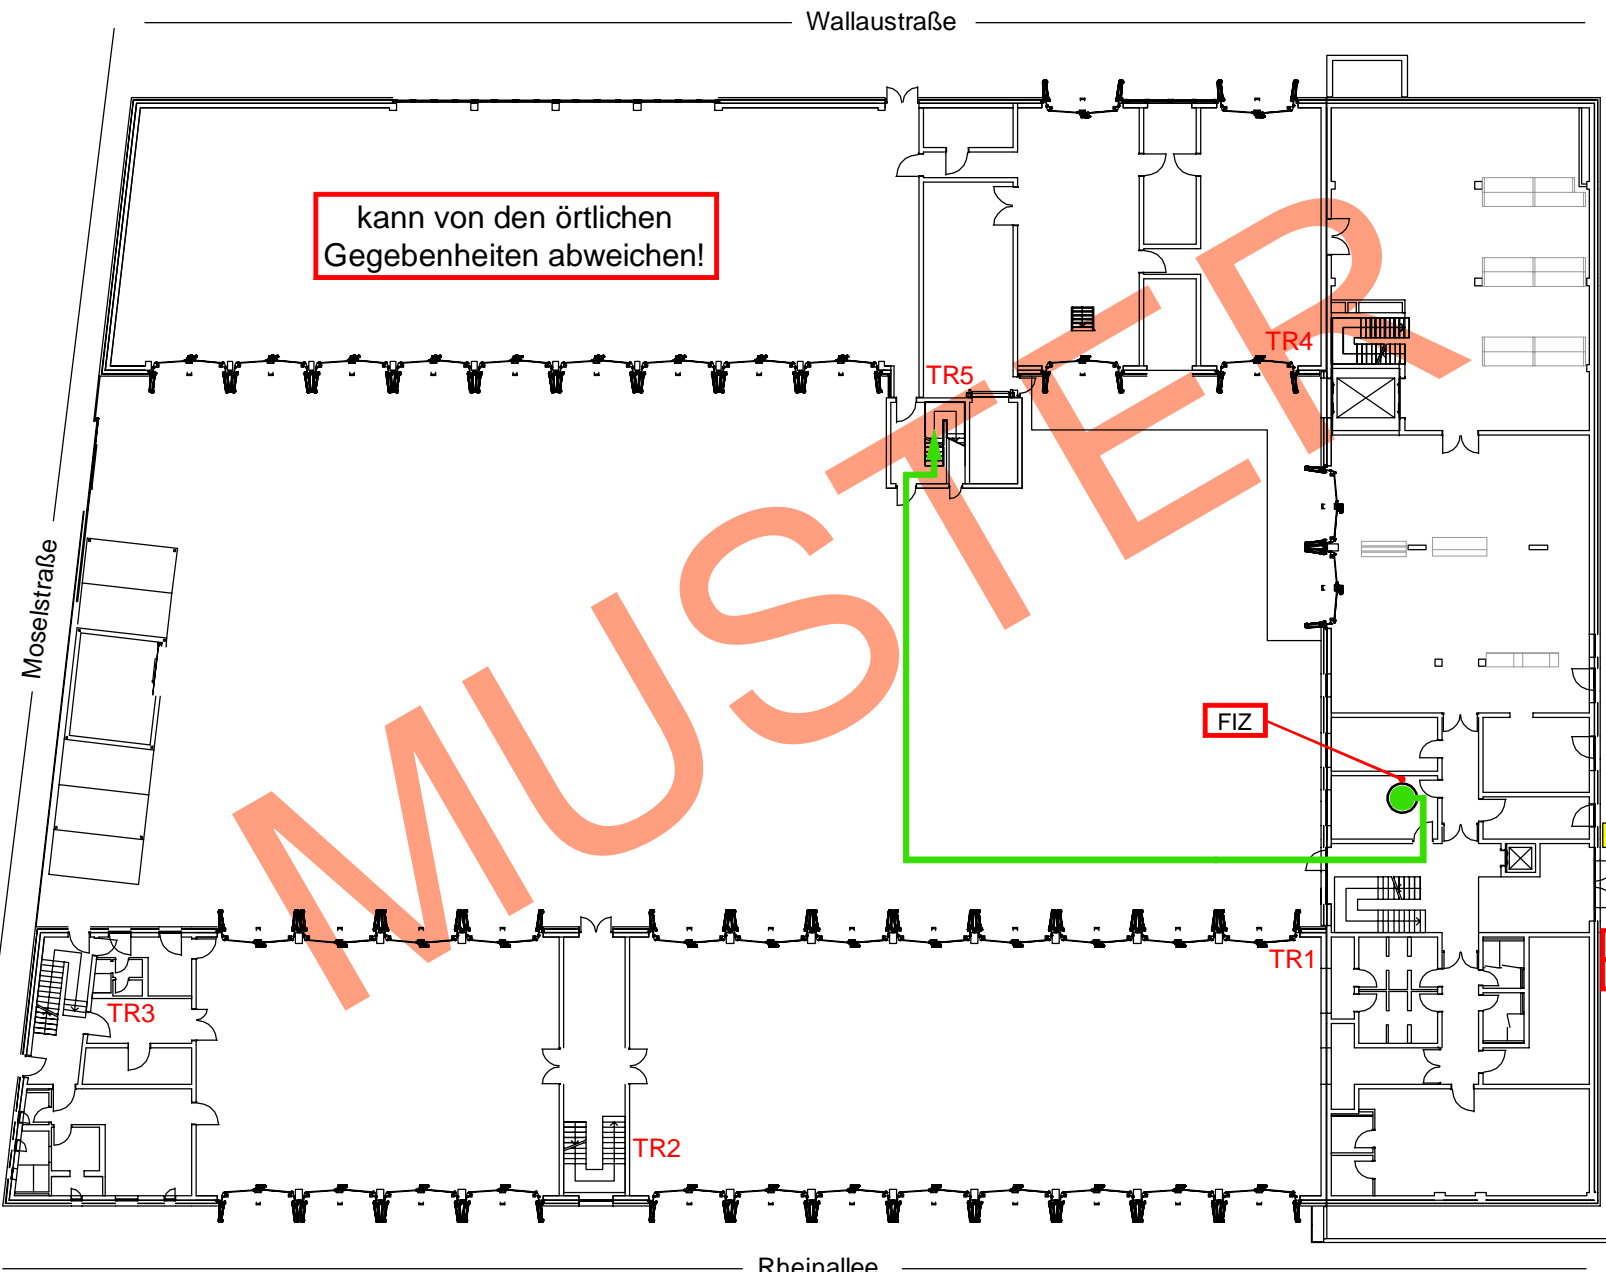 Wallaustraße
kann von den örtlichen
Gegebenheiten abweichen!
TR4
TR5
Moselstraße
MUSTER
FIZ
TR1
TR3
TR2
Rheinallee